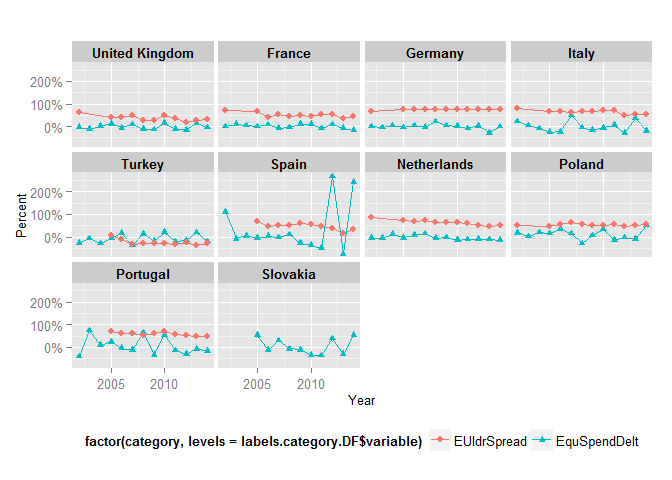 United Kingdom France Germany Italy
200%
100%
0%
Turkey Spain Netherlands Poland
200%
100%
0%
Percent
Portugal Slovakia
200%
100%
0%
2005 2010 2005 2010
Year
factor(category, levels = labels.category.DF$variable) EUldrSpread EquSpendDelt